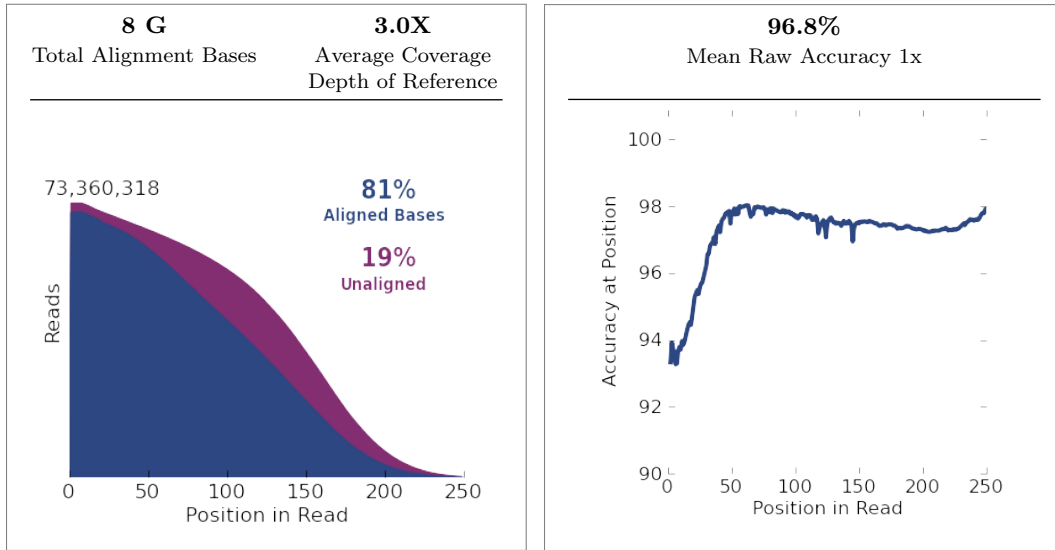 8 G
Total Alignment Bases
3.0X
Average Coverage
Depth of Reference
73,360,318
81%
Aligned Bases
19%
Unaligned
Reads
0 50 100 150 200 250
Position in Read
96.8%
Mean Raw Accuracy 1x
100
98
96
94
92
90
Accuracy at Position
0 50 100 150 200 250
Position in Read